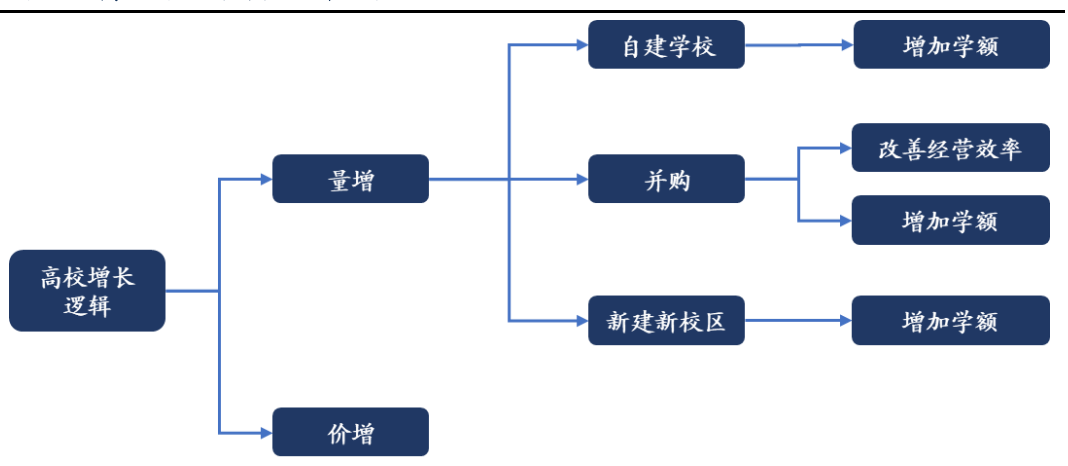 自建学校
增加学额
改善经营效率
量增
并购
增加学额
高校增长
逻辑
新建新校区
增加学额
价增